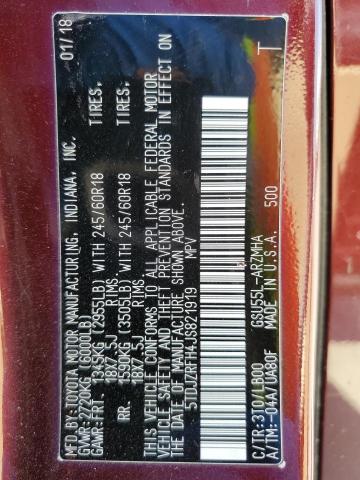 MFD BY:TOYOTA MOTOR MANUFACTURING, INDIANA, INC. 01/18
GVWR: 2720KG ( 6000LB)
GAWR:FRT. 1340KG ( 2955LB) WITH 245/60R18 TIRES,
18X7.5J RIMS
RR. 1590KG ( 3505LB) WITH 245/60R18 TIRES,
18X7.5J RIMS
THIS VEHICLE CONFORMS TO ALL APPLICABLE FEDERAL MOTOR
VEHICLE SAFETY AND THEFT PREVENTION STANDARDS IN EFFECT ON
THE DATE OF MANUFACTURE SHOWN ABOVE.
5TDJZRFH4JS821919 MPV
C/TR:3T0/LB00 GSU55L-ARZMHA
A/TM:-04A/UA80F MADE IN U.S.A. 500 T